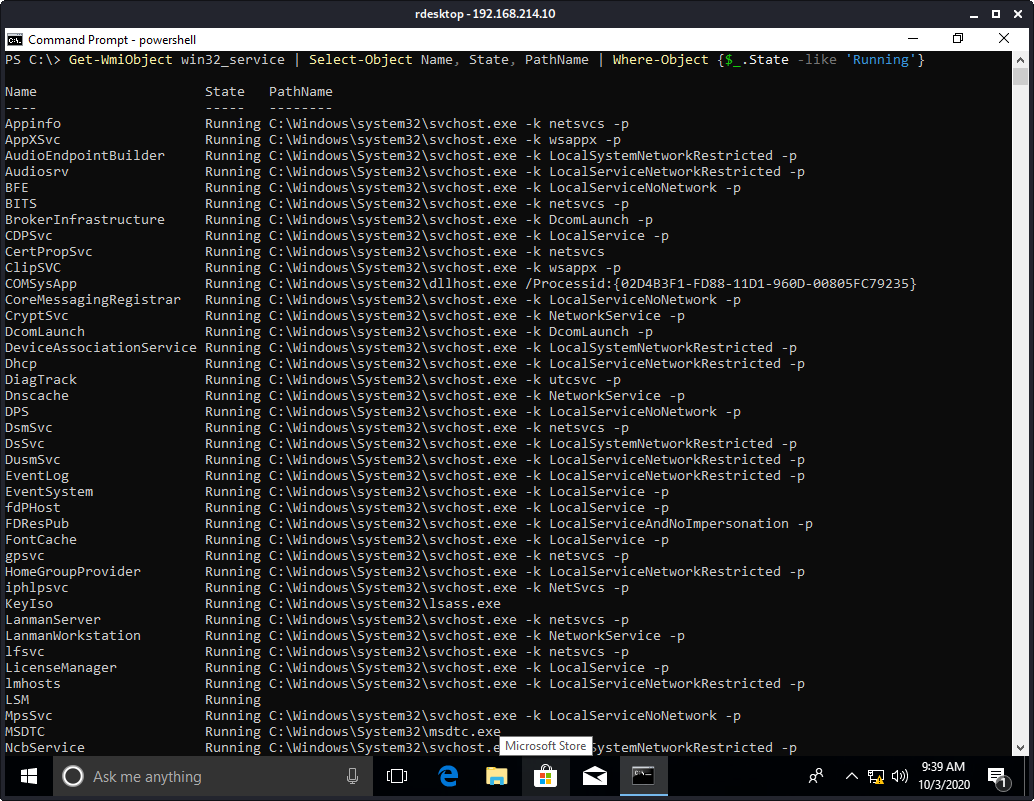 rdesktop - 192.168.214.10
Command Prompt - powershell
PS C:\> Get-WmiObject win32_service | Select-Object Name, State, PathName | Where-Object {$_.State -like 'Running'}
Name State PathName
---- ----- --------
Appinfo Running C:\Windows\system32\svchost.exe -k netsvcs -p
AppXSvc Running C:\Windows\system32\svchost.exe -k wsappx -p
AudioEndpointBuilder Running C:\Windows\System32\svchost.exe -k LocalSystemNetworkRestricted -p
Audiosrv Running C:\Windows\System32\svchost.exe -k LocalServiceNetworkRestricted -p
BFE Running C:\Windows\system32\svchost.exe -k LocalServiceNoNetwork -p
BITS Running C:\Windows\System32\svchost.exe -k netsvcs -p
BrokerInfrastructure Running C:\Windows\system32\svchost.exe -k DcomLaunch -p
CDPSvc Running C:\Windows\system32\svchost.exe -k LocalService -p
CertPropSvc Running C:\Windows\system32\svchost.exe -k netsvcs
ClipSVC Running C:\Windows\System32\svchost.exe -k wsappx -p
COMSysApp Running C:\Windows\system32\dllhost.exe /Processid:{02D4B3F1-FD88-11D1-960D-00805FC79235}
CoreMessagingRegistrar Running C:\Windows\system32\svchost.exe -k LocalServiceNoNetwork -p
CryptSvc Running C:\Windows\system32\svchost.exe -k NetworkService -p
DcomLaunch Running C:\Windows\system32\svchost.exe -k DcomLaunch -p
DeviceAssociationService Running C:\Windows\system32\svchost.exe -k LocalSystemNetworkRestricted -p
Dhcp Running C:\Windows\system32\svchost.exe -k LocalServiceNetworkRestricted -p
DiagTrack Running C:\Windows\System32\svchost.exe -k utcsvc -p
Dnscache Running C:\Windows\system32\svchost.exe -k NetworkService -p
DPS Running C:\Windows\System32\svchost.exe -k LocalServiceNoNetwork -p
DsmSvc Running C:\Windows\system32\svchost.exe -k netsvcs -p
DsSvc Running C:\Windows\System32\svchost.exe -k LocalSystemNetworkRestricted -p
DusmSvc Running C:\Windows\System32\svchost.exe -k LocalServiceNetworkRestricted -p
EventLog Running C:\Windows\System32\svchost.exe -k LocalServiceNetworkRestricted -p
EventSystem Running C:\Windows\system32\svchost.exe -k LocalService -p
fdPHost Running C:\Windows\system32\svchost.exe -k LocalService -p
FDResPub Running C:\Windows\system32\svchost.exe -k LocalServiceAndNoImpersonation -p
FontCache Running C:\Windows\system32\svchost.exe -k LocalService -p
gpsvc Running C:\Windows\system32\svchost.exe -k netsvcs -p
HomeGroupProvider Running C:\Windows\System32\svchost.exe -k LocalServiceNetworkRestricted -p
iphlpsvc Running C:\Windows\System32\svchost.exe -k NetSvcs -p
KeyIso Running C:\Windows\system32\lsass.exe
LanmanServer Running C:\Windows\system32\svchost.exe -k netsvcs -p
LanmanWorkstation Running C:\Windows\System32\svchost.exe -k NetworkService -p
lfsvc Running C:\Windows\system32\svchost.exe -k netsvcs -p
LicenseManager Running C:\Windows\System32\svchost.exe -k LocalService -p
lmhosts Running C:\Windows\System32\svchost.exe -k LocalServiceNetworkRestricted -p
LSM Running
MpsSvc Running C:\Windows\system32\svchost.exe -k LocalServiceNoNetwork -p
MSDTC Running C:\Windows\System32\msdtc.exe
NcbService Running C:\Windows\System32\svchost.e SystemNetworkRestricted -p
Microsoft Store
Ask me anything
9:39 AM
10/3/2020
1